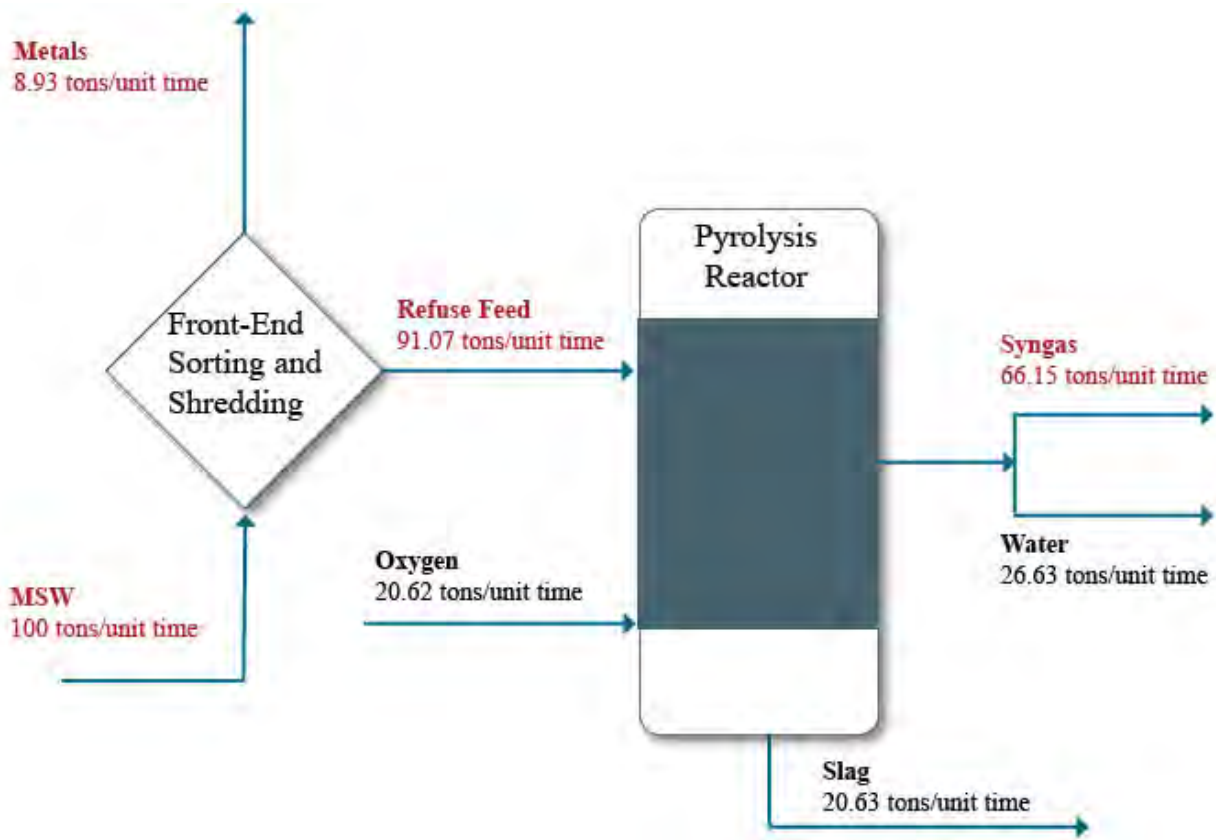 Metals
8.93 tons/unit time
Pyrolysis
Reactor
Front-End
Sorting and
Shredding
Refuse Feed
91.07 tons/unit time
Syngas
66.15 tons/unit time
Oxygen
20.62 tons/unit time
Water
26.63 tons/unit time
MSW
100 tons/unit time
Slag
20.63 tons/unit time